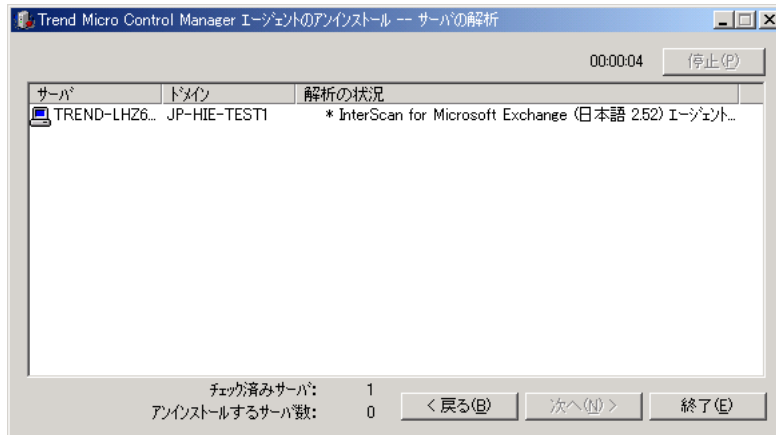 Trend Micro Control Manager エージェントのアンインストール -- サーバの解析
00:00:04 停止(P)
サーバ ドメイン 解析の状況
TREND-LHZ6... JP-HIE-TEST1 * InterScan for Microsoft Exchange (日本語 2.52) エージェント...
チェック済みサーバ: 1
アンインストールするサーバ数: 0
< 戻る(B) 次へ(N) > 終了(E)